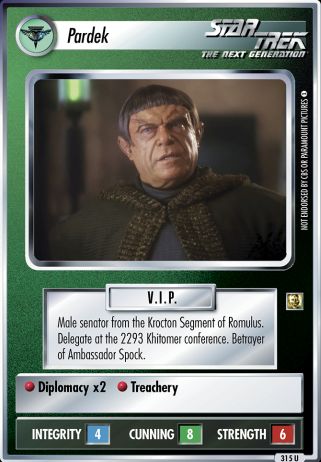 Pardek
STAR TREK
THE NEXT GENERATION
NOT ENDORSED BY CBS OR PARAMOUNT PICTURES 1
V.I.P.
Male senator from the Krocton Segment of Romulus.
Delegate at the 2293 Khitomer conference. Betrayer
of Ambassador Spock.
Diplomacy x2 Treachery
INTEGRITY 4 CUNNING 8 STRENGTH 6
315 U